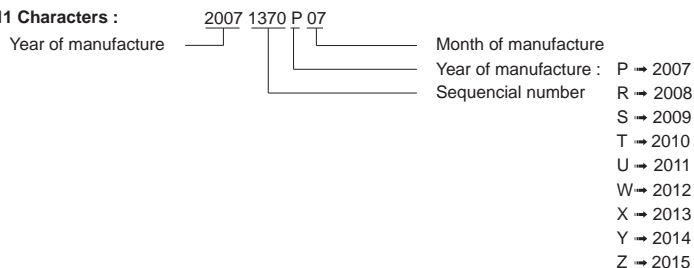 11 Characters :
2007 1370 P 07
Year of manufacture
Month of manufacture
Year of manufacture : P ➟ 2007
Sequencial number R ➟ 2008
S ➟ 2009
T ➟ 2010
U ➟ 2011
W➟ 2012
X ➟ 2013
Y ➟ 2014
Z ➟ 2015